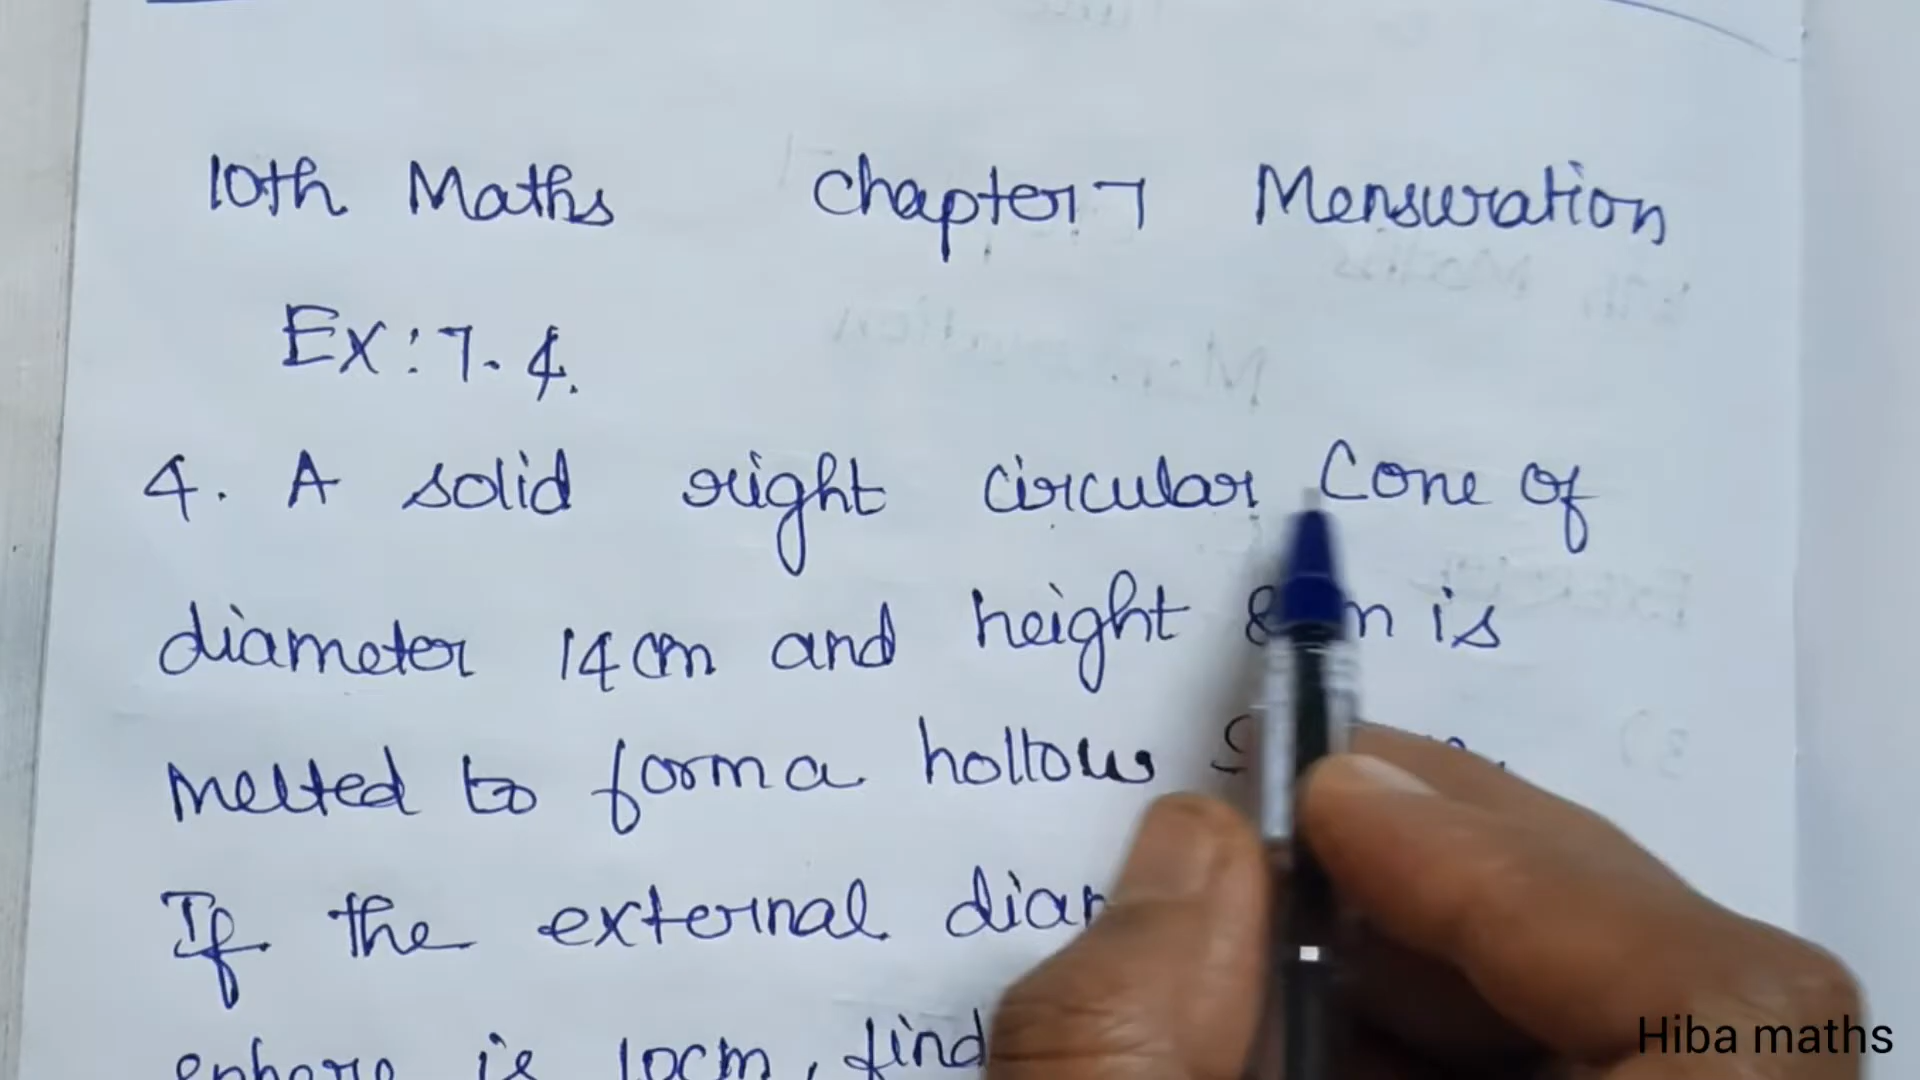 10th Maths chapter 7 Mensuration
Ex: 7.4.
4. A solid right circular Cone of
diameter 14cm and height is
melted to form a hollow
If the external
is 10cm, find
Hiba maths